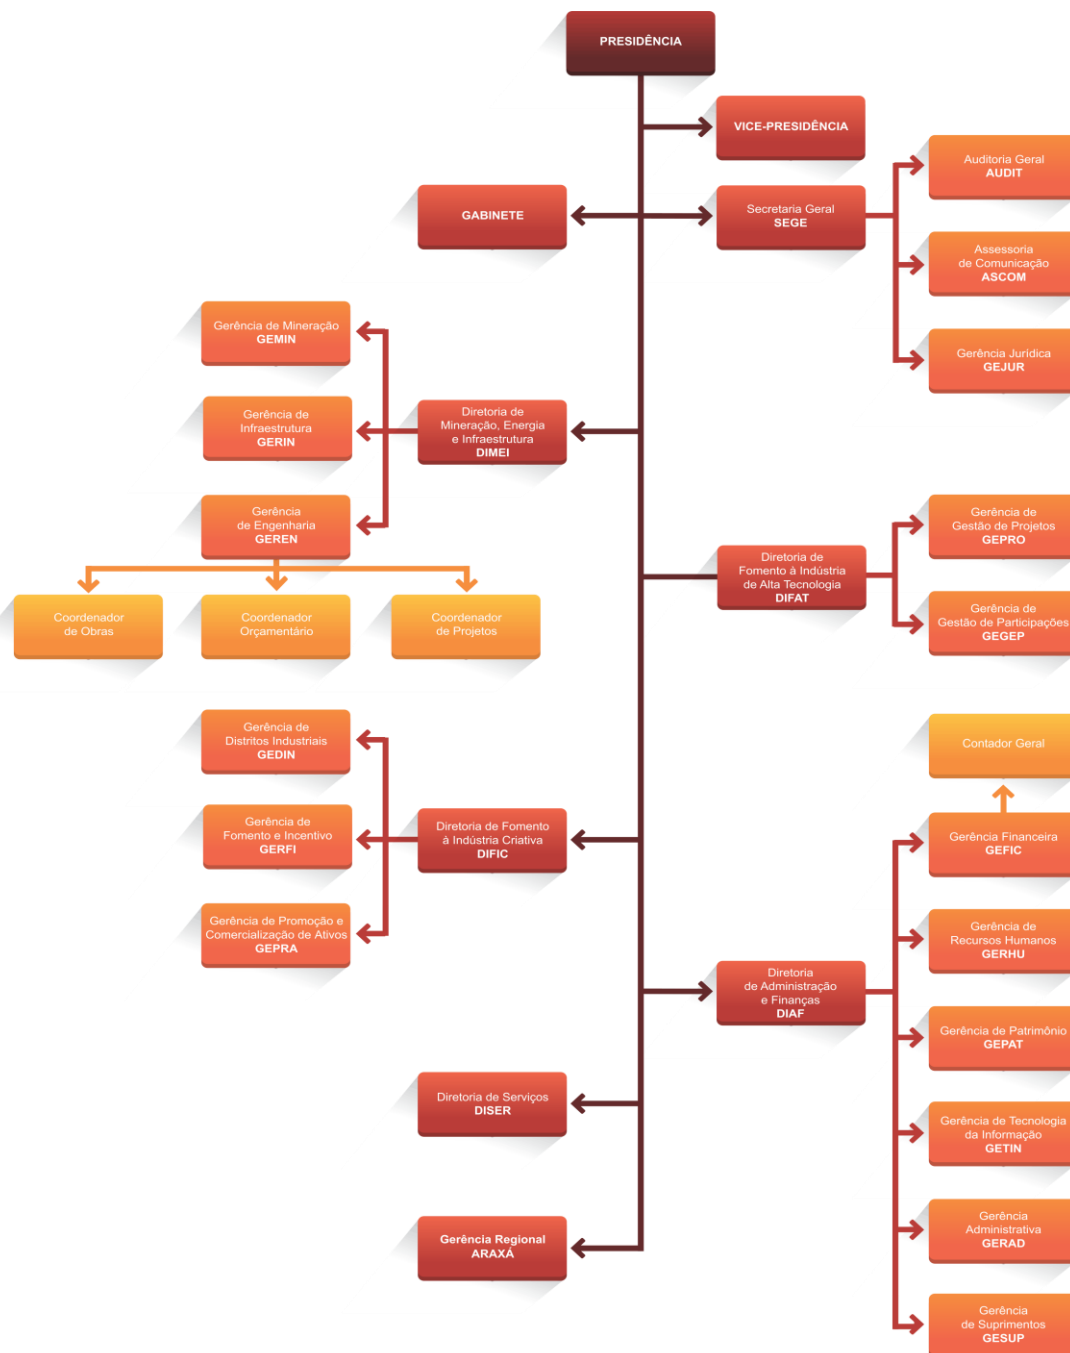 PRESIDÊNCIA
VICE-PRESIDÊNCIA
Auditoria Geral
AUDIT
GABINETE
Secretaria Geral
SEGE
Assessoria
de Comunicação
ASCOM
Gerência Jurídica
GEJUR
Gerência de Mineração
GEMIN
Gerência de
Infraestrutura
GERIN
Diretoria de
Mineração, Energia
e Infraestrutura
DIMEI
Gerência
de Engenharia
GEREN
Coordenador
de Obras
Coordenador
Orçamentário
Coordenador
de Projetos
Gerência de
Gestão de Projetos
GEPRO
Diretoria de
Fomento à Indústria
de Alta Tecnologia
DIFAT
Gerência de
Gestão de Participações
GEGEP
Gerência de
Distritos Industriais
GEDIN
Gerência de
Fomento e Incentivo
GERFI
Diretoria de Fomento
à Indústria Criativa
DIFIC
Gerência de Promoção e
Comercialização de Ativos
GEPRA
Contador Geral
Gerência Financeira
GEFIC
Gerência de
Recursos Humanos
GERHU
Diretoria
de Administração
e Finanças
DIAF
Gerência de Patrimônio
GEPAT
Gerência de Tecnologia
da Informação
GETIN
Gerência
Administrativa
GERAD
Gerência
de Suprimentos
GESUP
Diretoria de Serviços
DISER
Gerência Regional
ARAXÁ